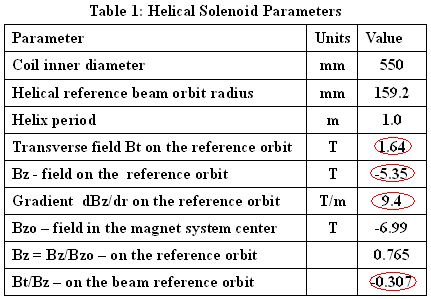 Table 1: Helical Solenoid Parameters
Parameter Units Value
Coil inner diameter mm 550
Helical reference beam orbit radius mm 159.2
Helix period m 1.0
Transverse field Bt on the reference orbit T 1.64
Bz - field on the reference orbit T -5.35
Gradient dBz/dr on the reference orbit T/m 9.4
Bzo – field in the magnet system center T -6.99
Bz = Bz/Bzo – on the reference orbit 0.765
Bt/Bz – on the beam reference orbit -0.307